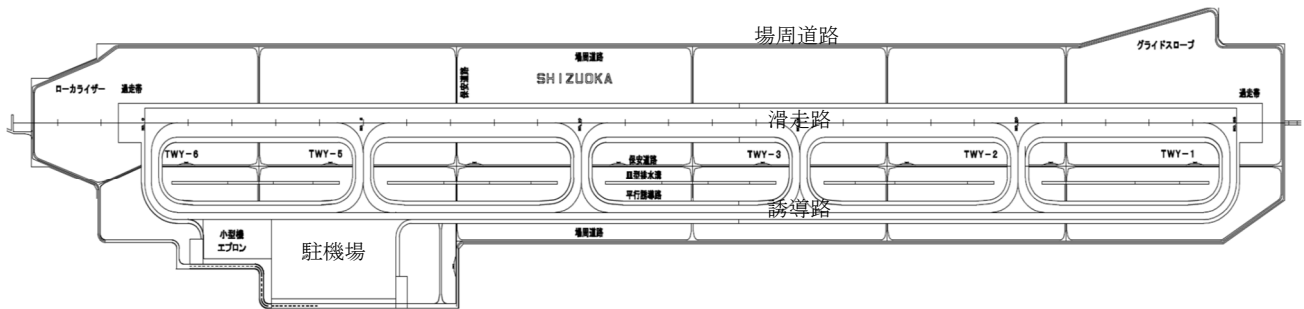 場周道路
グライドスロープ
場周道路
SHIZUOKA
保安道路
ローカライザー
過走帯
過走帯
滑走路
TWY-6
TWY-5
TWY-3
TWY-2
TWY-1
保安道路
皿型排水溝
平行誘導路
誘導路
小型機
エプロン
駐機場
場周道路